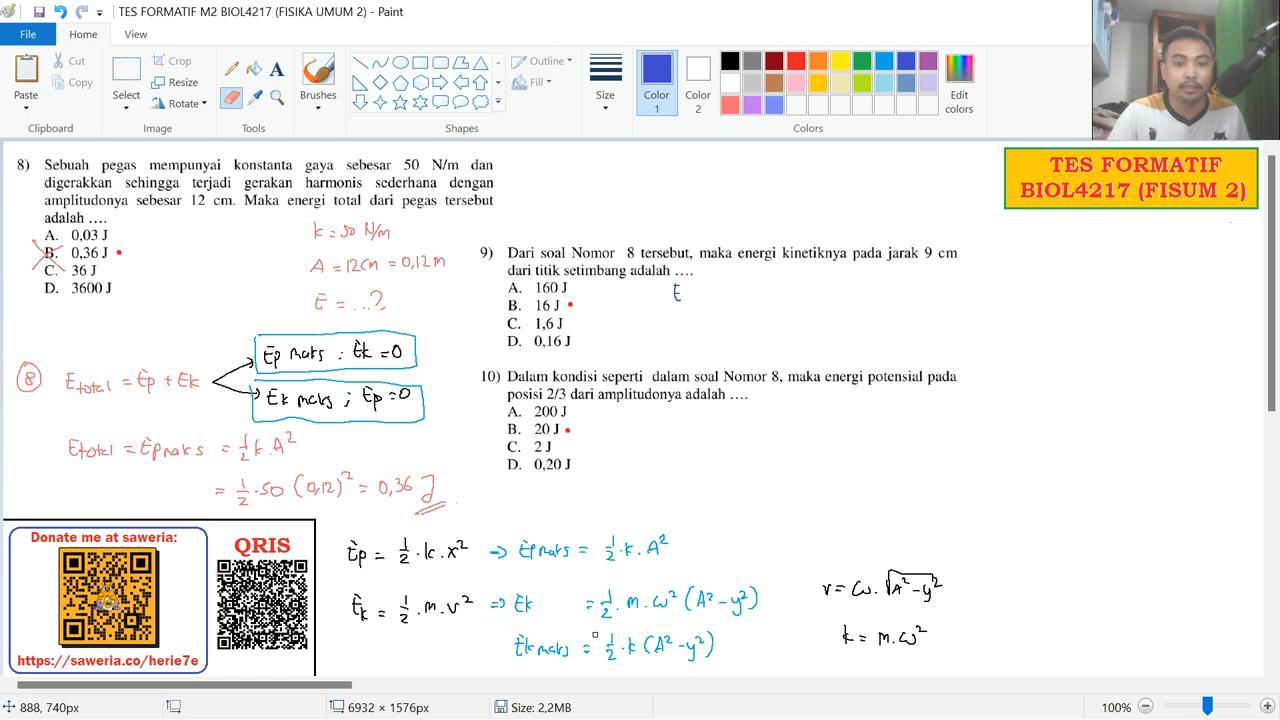 TES FORMATIF M2 BIOL4217 (FISIKA UMUM 2) - Paint
File
Home
View
Paste
Cut
Copy
Clipboard
Select
Crop
Resize
Rotate
Image
A
Tools
Brushes
Shapes
Outline
Fill
Size
Color 1
Color 2
Edit colors
Colors
TES FORMATIF
BIOL4217 (FISUM 2)
8) Sebuah pegas mempunyai konstanta gaya sebesar 50 N/m dan
digerakkan sehingga terjadi gerakan harmonis sederhana dengan
amplitudonya sebesar 12 cm. Maka energi total dari pegas tersebut
adalah ….
A. 0,03 J
B. 0,36 J
C. 36 J
D. 3600 J
k = 50 N/m
A = 12 cm = 0,12 m
E = ...?
9) Dari soal Nomor 8 tersebut, maka energi kinetiknya pada jarak 9 cm
dari titik setimbang adalah ….
A. 160 J
B. 16 J
C. 1,6 J
D. 0,16 J
E
10) Dalam kondisi seperti dalam soal Nomor 8, maka energi potensial pada
posisi 2/3 dari amplitudonya adalah ….
A. 200 J
B. 20 J
C. 2 J
D. 0,20 J
8 Etotal = Ep + Ek
Ep maks ; Ek = 0
Ek maks ; Ep = 0
Etotal = Ep maks = 1/2 k.A²
= 1/2 . 50 (0,12)² = 0,36 J
Donate me at saweria:
https://saweria.co/herie7e
QRIS
Ep = 1/2 . k . x² => Ep maks = 1/2 . k . A²
Ek = 1/2 . m . v² => Ek = 1/2 . m . ω² (A² - y²)
Ek maks = 1/2 . k (A² - y²)
v = ω . √A² - y²
k = m . ω²
888, 740px
6932 × 1576px
Size: 2,2MB
100%